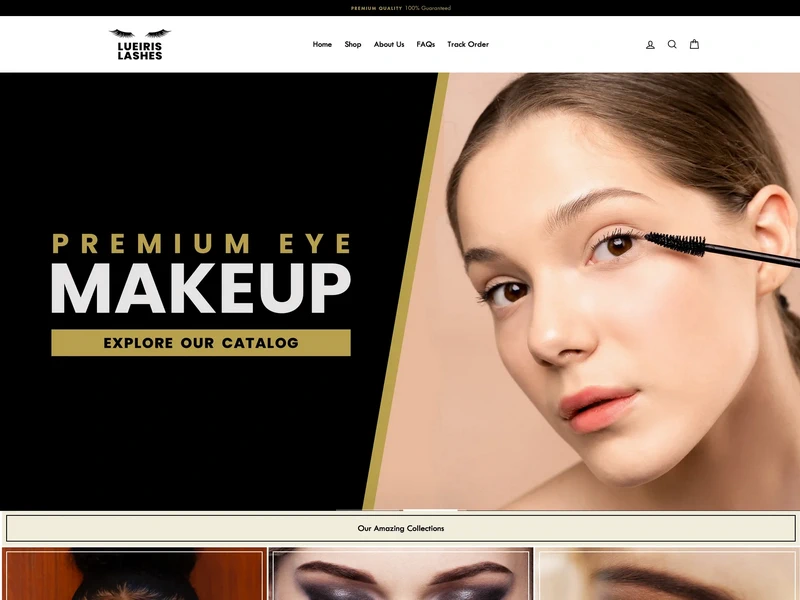 PREMIUM QUALITY 100% Guaranteed
LUEIRIS
LASHES
Home Shop About Us FAQs Track Order
PREMIUM EYE
MAKEUP
EXPLORE OUR CATALOG
Our Amazing Collections